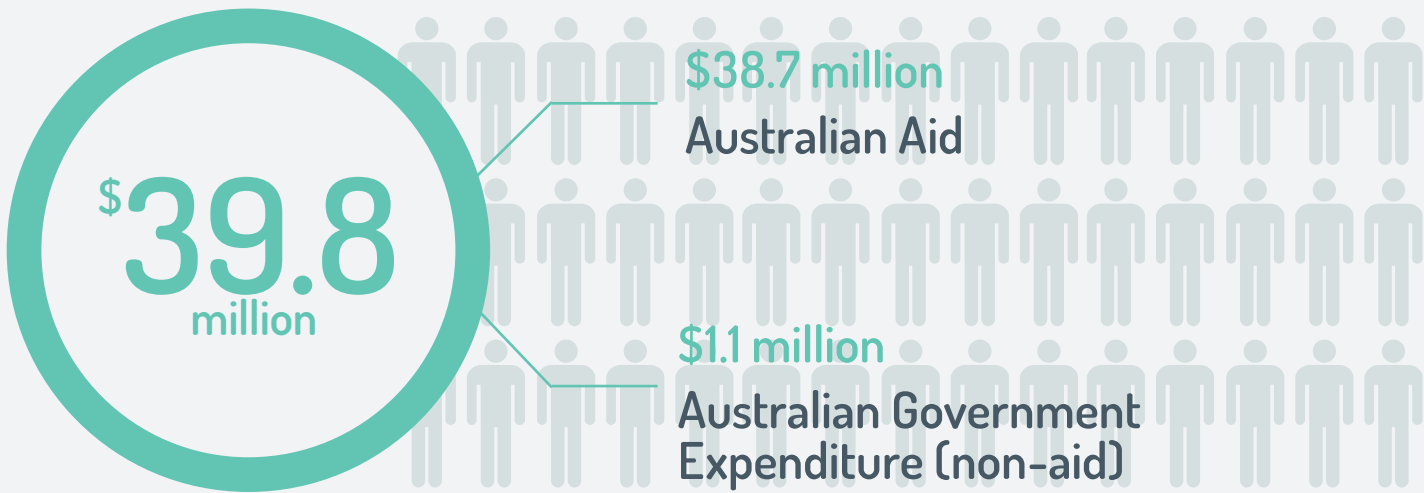 $39.8
million
$38.7 million
Australian Aid
$1.1 million
Australian Government
Expenditure (non-aid)